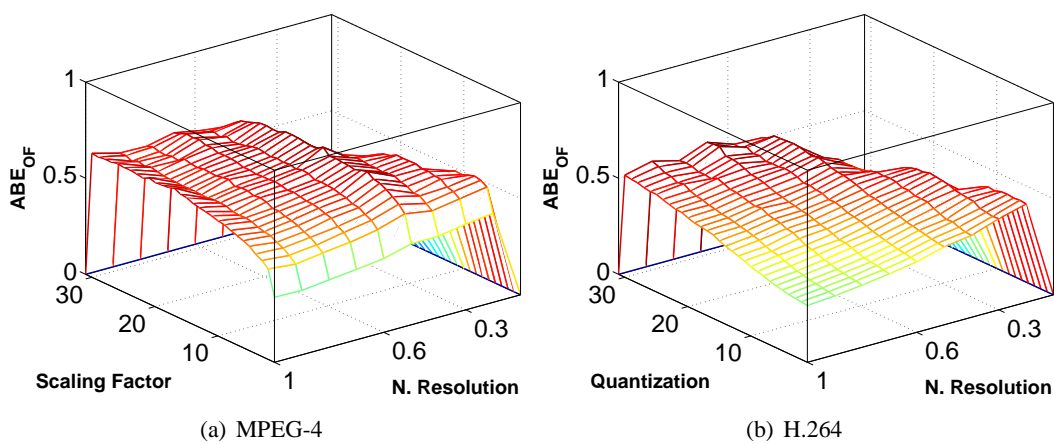 1
0.5
0
ABE_OF
30
20
10
1
0.6
0.3
Scaling Factor
N. Resolution
(a) MPEG-4
1
0.5
0
ABE_OF
30
20
10
1
0.6
0.3
Quantization
N. Resolution
(b) H.264